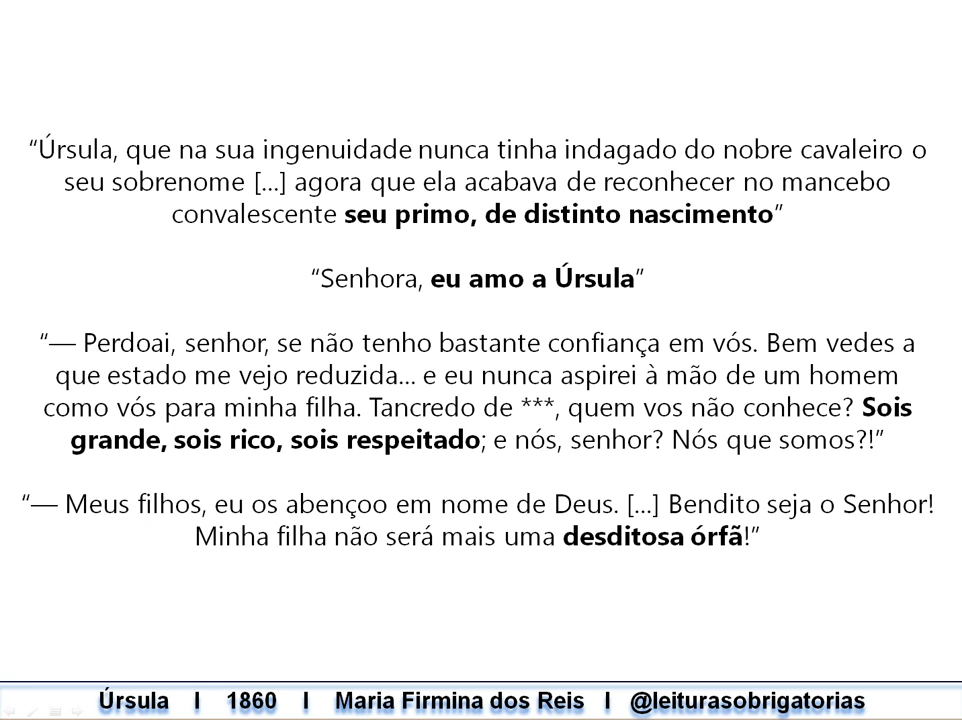 “Úrsula, que na sua ingenuidade nunca tinha indagado do nobre cavaleiro o
seu sobrenome [...] agora que ela acabava de reconhecer no mancebo
convalescente seu primo, de distinto nascimento”
“Senhora, eu amo a Úrsula”
“— Perdoai, senhor, se não tenho bastante confiança em vós. Bem vedes a
que estado me vejo reduzida... e eu nunca aspirei à mão de um homem
como vós para minha filha. Tancredo de ***, quem vos não conhece? Sois
grande, sois rico, sois respeitado; e nós, senhor? Nós que somos?!”
“— Meus filhos, eu os abençoo em nome de Deus. [...] Bendito seja o Senhor!
Minha filha não será mais uma desditosa órfã!”
Úrsula I 1860 I Maria Firmina dos Reis I @leiturasobrigatorias